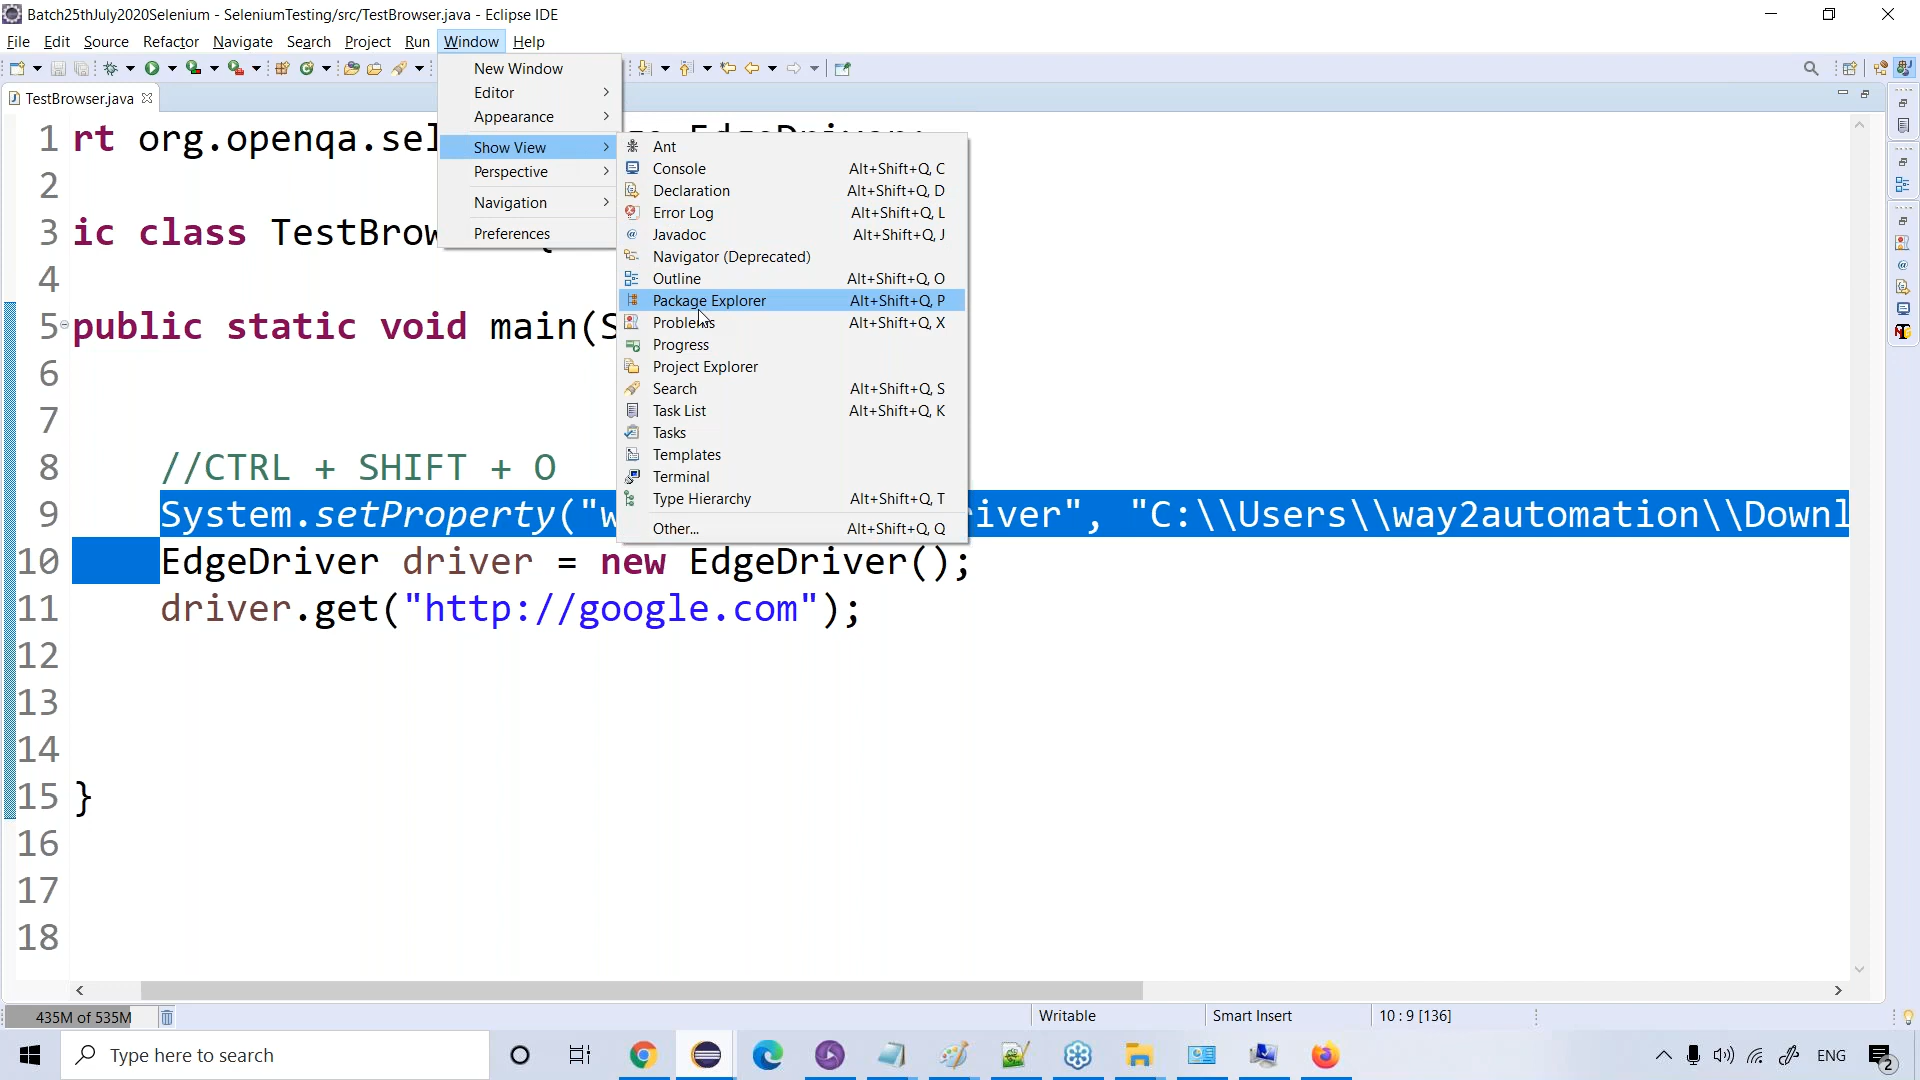 Batch25thJuly2020Selenium - SeleniumTesting/src/TestBrowser.java - Eclipse IDE
File Edit Source Refactor Navigate Search Project Run Window Help
TestBrowser.java
New Window
Editor
Appearance
Show View
Perspective
Navigation
Preferences
Ant
Console Alt+Shift+Q, C
Declaration Alt+Shift+Q, D
Error Log Alt+Shift+Q, L
Javadoc Alt+Shift+Q, J
Navigator (Deprecated)
Outline Alt+Shift+Q, O
Package Explorer Alt+Shift+Q, P
Problems Alt+Shift+Q, X
Progress
Project Explorer
Search Alt+Shift+Q, S
Task List Alt+Shift+Q, K
Tasks
Templates
Terminal
Type Hierarchy Alt+Shift+Q, T
Other... Alt+Shift+Q, Q
1 rt org.openqa.sel EdgeDriver;
2
3 ic class TestBrow
4
5 public static void main(S
6
7
8 //CTRL + SHIFT + O
9 System.setProperty("w iver", "C:\\Users\\way2automation\\Downl
10 EdgeDriver driver = new EdgeDriver();
11 driver.get("http://google.com");
12
13
14
15 }
16
17
18
435M of 535M Writable Smart Insert 10 : 9 [136]
Type here to search ENG 2